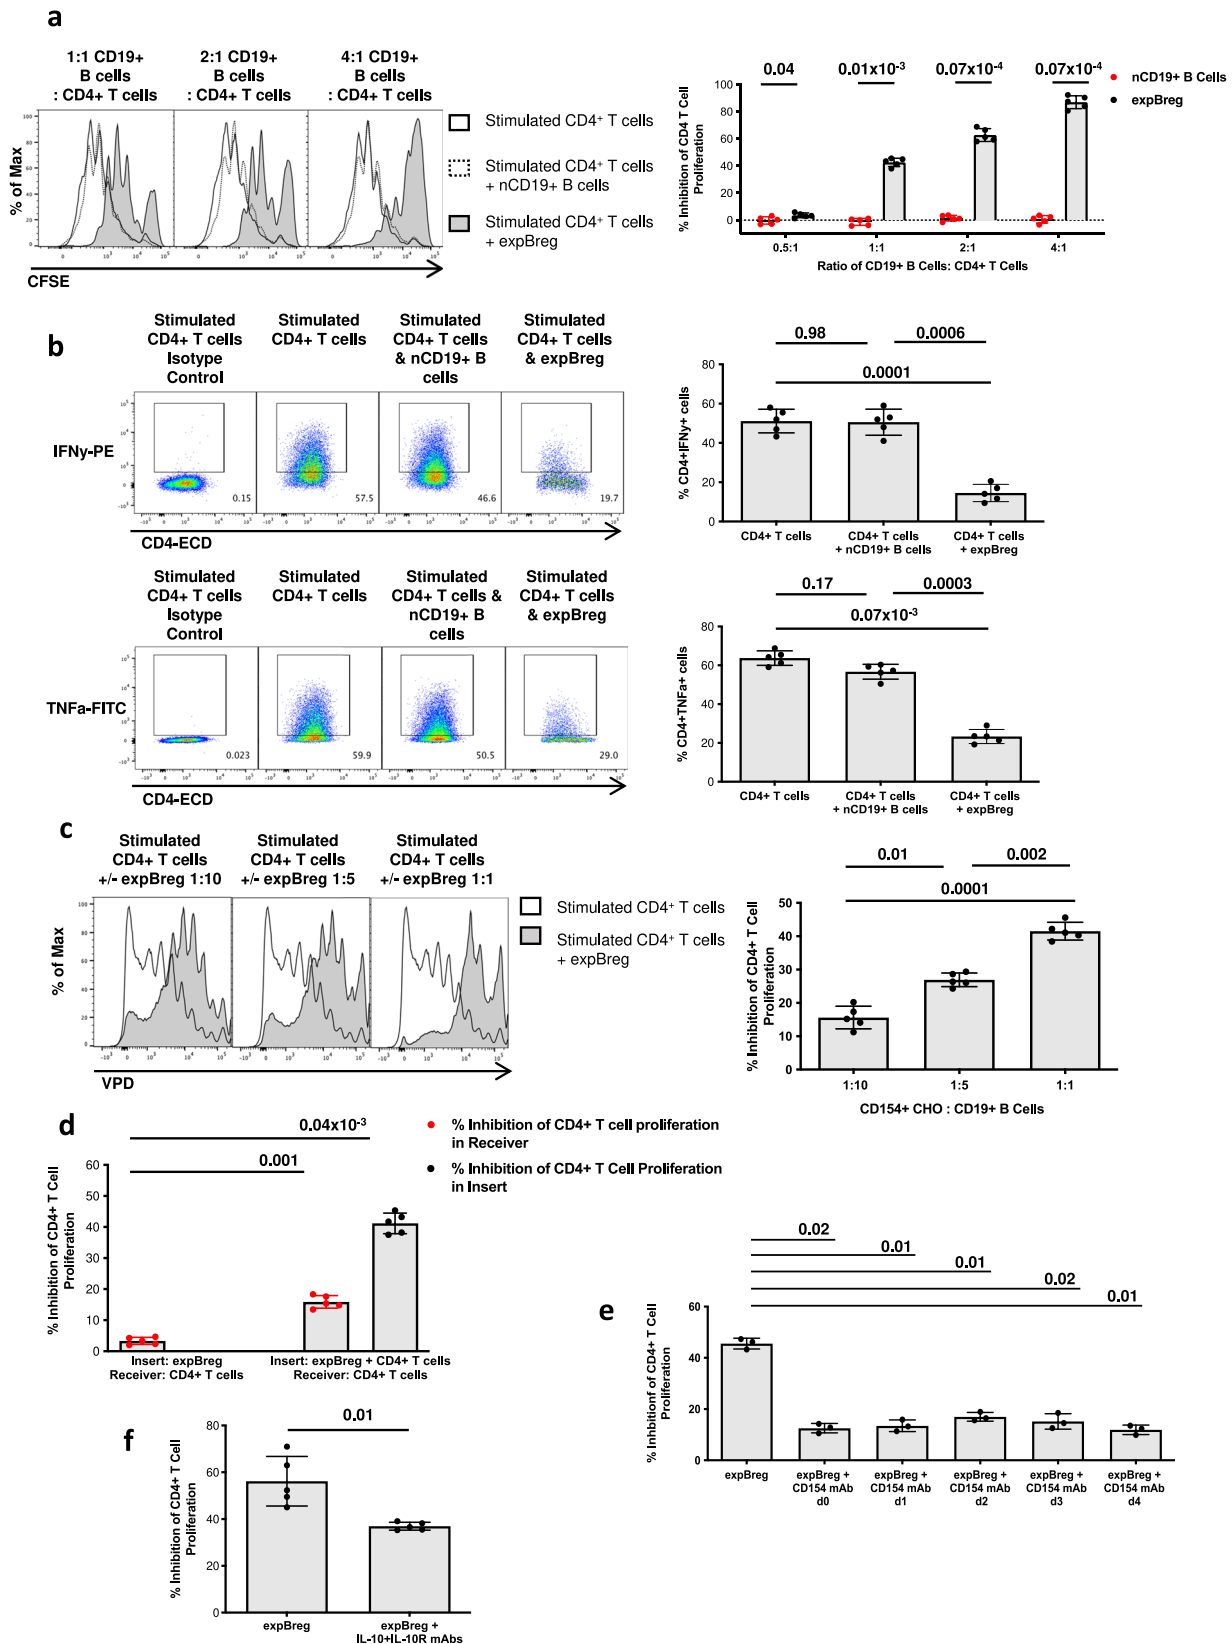 a
1:1 CD19+
B cells
: CD4+ T cells
2:1 CD19+
B cells
: CD4+ T cells
4:1 CD19+
B cells
: CD4+ T cells
% of Max
100
80
60
40
20
0
CFSE
Stimulated CD4⁺ T cells
Stimulated CD4⁺ T cells
+ nCD19+ B cells
Stimulated CD4⁺ T cells
+ expBreg
0.04
0.01x10⁻³
0.07x10⁻⁴
0.07x10⁻⁴
nCD19+ B Cells
expBreg
% Inhibition of CD4 T Cell
Proliferation
100
80
60
40
20
0
0.5:1
1:1
2:1
4:1
Ratio of CD19+ B Cells: CD4+ T Cells
b
Stimulated
CD4+ T cells
Isotype
Control
Stimulated
CD4+ T cells
Stimulated
CD4+ T cells
& nCD19+ B
cells
Stimulated
CD4+ T cells
& expBreg
IFNy-PE
0.15
57.5
46.6
19.7
CD4-ECD
0.98
0.0006
0.0001
% CD4+IFNy+ cells
80
60
40
20
0
CD4+ T cells
CD4+ T cells
+ nCD19+ B cells
CD4+ T cells
+ expBreg
Stimulated
CD4+ T cells
Isotype
Control
Stimulated
CD4+ T cells
Stimulated
CD4+ T cells &
nCD19+ B
cells
Stimulated
CD4+ T cells
& expBreg
TNFa-FITC
0.023
59.9
50.5
29.0
CD4-ECD
0.17
0.0003
0.07x10⁻³
% CD4+TNFa+ cells
80
60
40
20
0
CD4+ T cells
CD4+ T cells
+ nCD19+ B cells
CD4+ T cells
+ expBreg
c
Stimulated
CD4+ T cells
+/- expBreg 1:10
Stimulated
CD4+ T cells
+/- expBreg 1:5
Stimulated
CD4+ T cells
+/- expBreg 1:1
% of Max
100
80
60
40
20
0
VPD
Stimulated CD4⁺ T cells
Stimulated CD4⁺ T cells
+ expBreg
0.01
0.002
0.0001
% Inhibition of CD4+ T Cell
Proliferation
50
40
30
20
10
0
1:10
1:5
1:1
CD154+ CHO : CD19+ B Cells
d
0.04x10⁻³
0.001
% Inhibition of CD4+ T cell proliferation
in Receiver
% Inhibition of CD4+ T Cell Proliferation
in Insert
% Inhibition of CD4+ T Cell
Proliferation
60
50
40
30
20
10
0
Insert: expBreg
Receiver: CD4+ T cells
Insert: expBreg + CD4+ T cells
Receiver: CD4+ T cells
e
0.02
0.01
0.01
0.02
0.01
% Inhibitionof CD4+ T Cell
Proliferation
60
40
20
0
expBreg
expBreg +
CD154 mAb
d0
expBreg +
CD154 mAb
d1
expBreg +
CD154 mAb
d2
expBreg +
CD154 mAb
d3
expBreg +
CD154 mAb
d4
f
0.01
% Inhibition of CD4+ T Cell
Proliferation
80
60
40
20
0
expBreg
expBreg +
IL-10+IL-10R mAbs